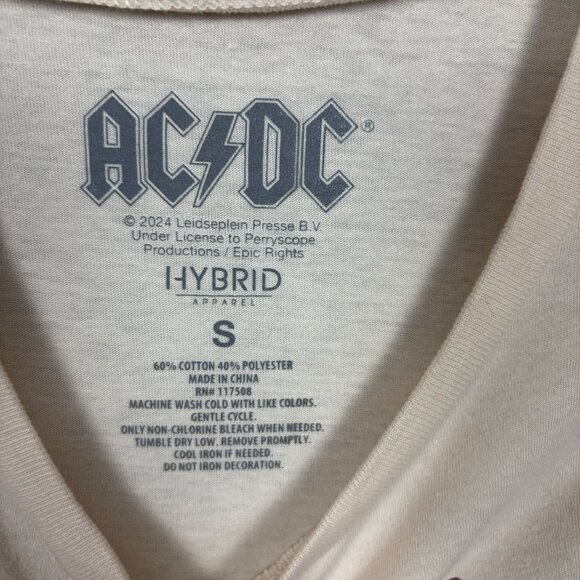 AC⚡DC®
© 2024 Leidseplein Presse B.V.
Under License to Perryscope
Productions / Epic Rights
HYBRID
APPAREL
S
60% COTTON 40% POLYESTER
MADE IN CHINA
RN# 117508
MACHINE WASH COLD WITH LIKE COLORS.
GENTLE CYCLE.
ONLY NON-CHLORINE BLEACH WHEN NEEDED.
TUMBLE DRY LOW. REMOVE PROMPTLY.
COOL IRON IF NEEDED.
DO NOT IRON DECORATION.